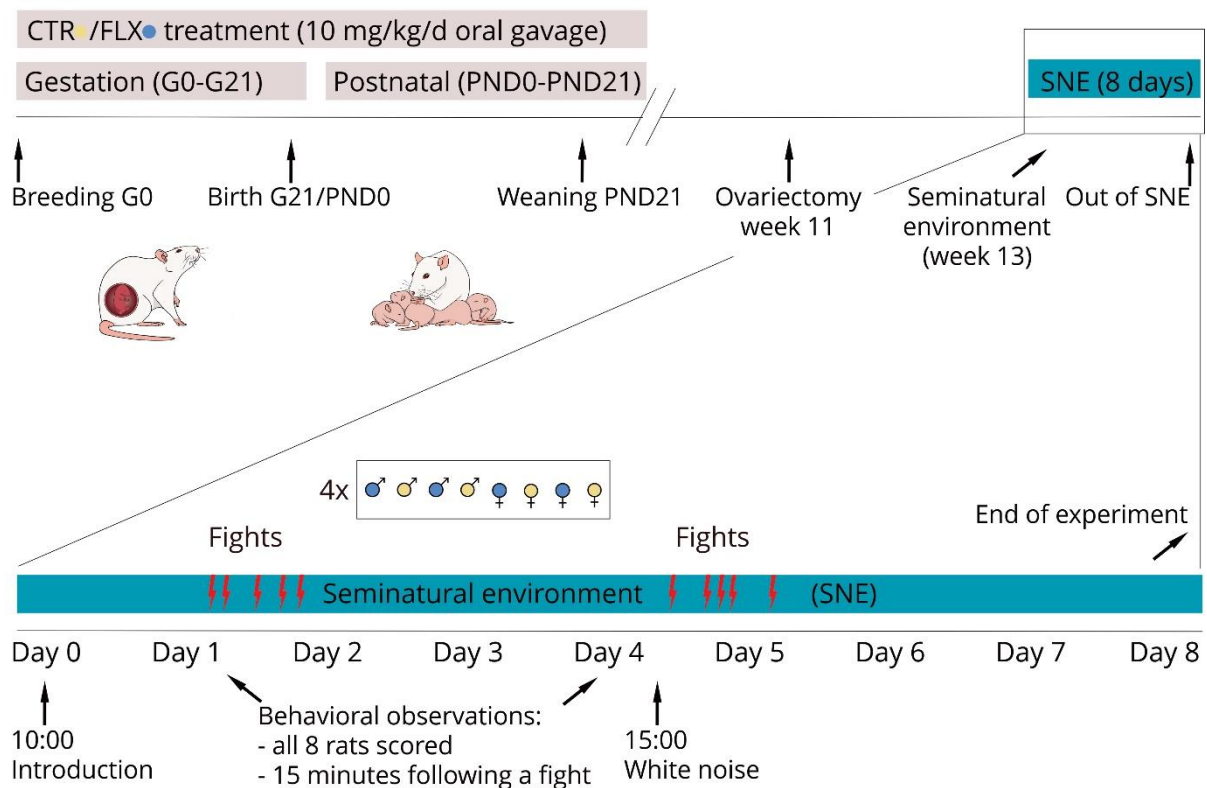 CTR /FLX treatment (10 mg/kg/d oral gavage)
Gestation (G0-G21)
Postnatal (PND0-PND21)
SNE (8 days)
Breeding G0
Birth G21/PND0
Weaning PND21
Ovariectomy
week 11
Seminatural
environment
(week 13)
Out of SNE
4x
End of experiment
Fights
Fights
Seminatural environment
(SNE)
Day 0
Day 1
Day 2
Day 3
Day 4
Day 5
Day 6
Day 7
Day 8
10:00
Introduction
Behavioral observations:
- all 8 rats scored
- 15 minutes following a fight
15:00
White noise